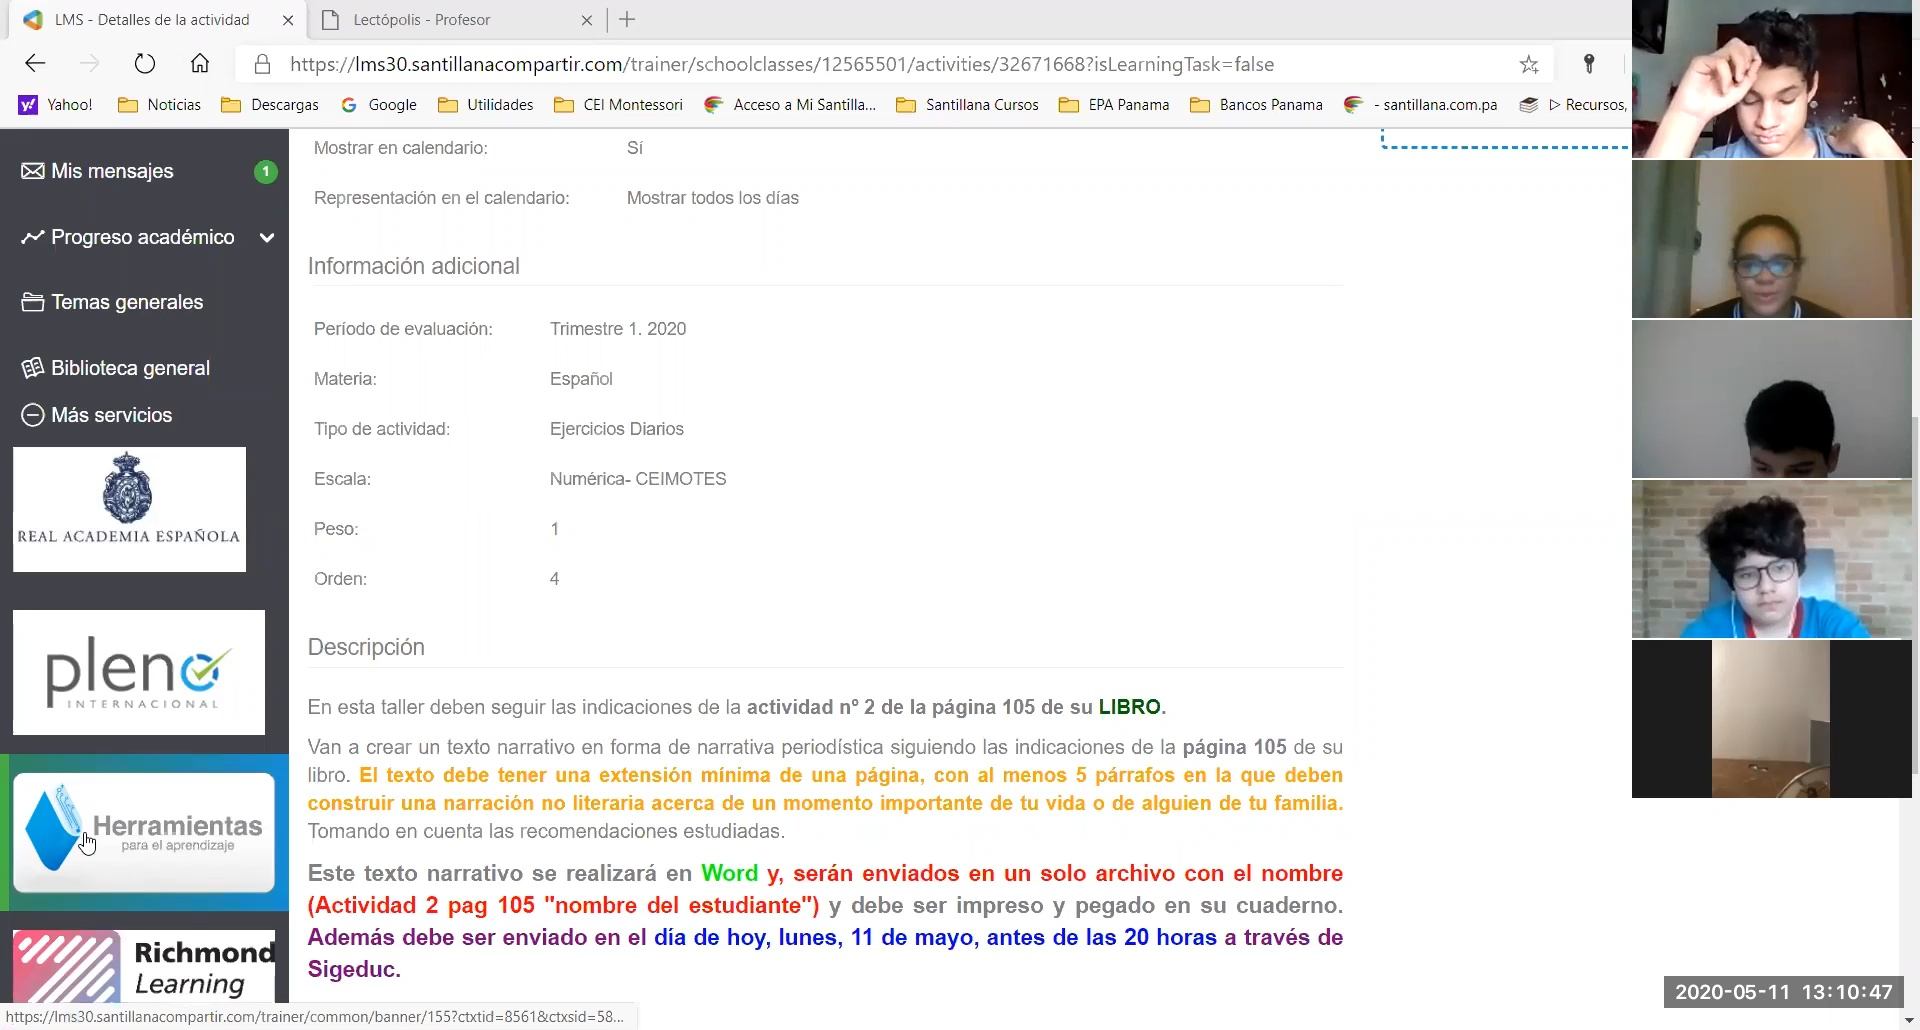 LMS - Detalles de la actividad
Lectópolis - Profesor
https://lms30.santillanacompartir.com/trainer/schoolclasses/12565501/activities/32671668?isLearningTask=false
Yahoo!
Noticias
Descargas
Google
Utilidades
CEI Montessori
Acceso a Mi Santilla...
Santillana Cursos
EPA Panama
Bancos Panama
- santillana.com.pa
Recursos,
Mis mensajes
1
Progreso académico
Temas generales
Biblioteca general
Más servicios
REAL ACADEMIA ESPAÑOLA
pleno
INTERNACIONAL
Herramientas
para el aprendizaje
Richmond
Learning
Mostrar en calendario: Sí
Representación en el calendario: Mostrar todos los días
Información adicional
Período de evaluación: Trimestre 1. 2020
Materia: Español
Tipo de actividad: Ejercicios Diarios
Escala: Numérica- CEIMOTES
Peso: 1
Orden: 4
Descripción
En esta taller deben seguir las indicaciones de la actividad nº 2 de la página 105 de su LIBRO.
Van a crear un texto narrativo en forma de narrativa periodística siguiendo las indicaciones de la página 105 de su
libro. El texto debe tener una extensión mínima de una página, con al menos 5 párrafos en la que deben
construir una narración no literaria acerca de un momento importante de tu vida o de alguien de tu familia.
Tomando en cuenta las recomendaciones estudiadas.
Este texto narrativo se realizará en Word y, serán enviados en un solo archivo con el nombre
(Actividad 2 pag 105 "nombre del estudiante") y debe ser impreso y pegado en su cuaderno.
Además debe ser enviado en el día de hoy, lunes, 11 de mayo, antes de las 20 horas a través de
Sigeduc.
https://lms30.santillanacompartir.com/trainer/common/banner/155?ctxtid=8561&ctxsid=58...
2020-05-11 13:10:47